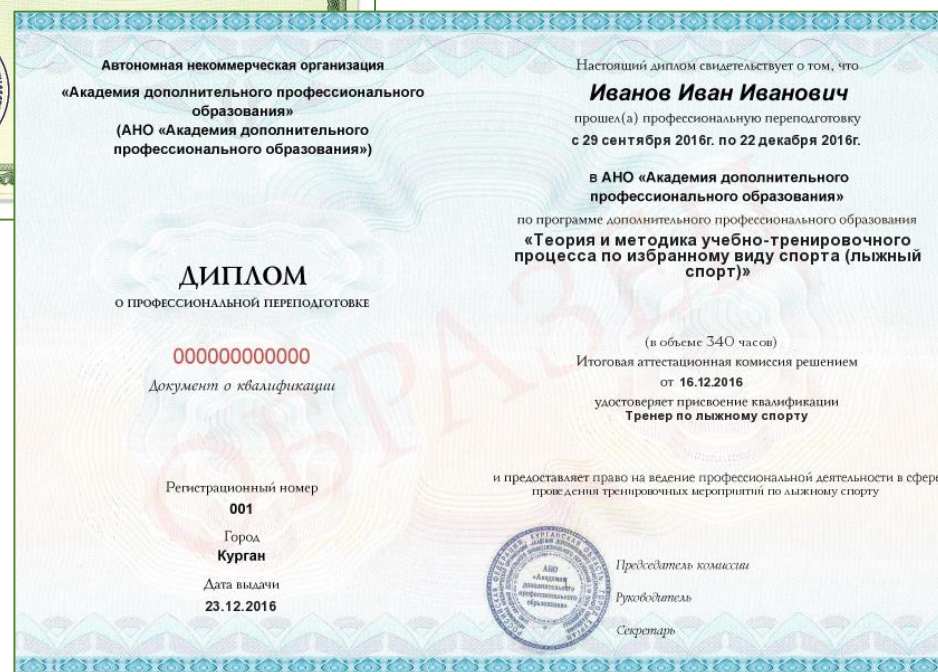 Автономная некоммерческая организация
«Академия дополнительного профессионального
образования»
(АНО «Академия дополнительного
профессионального образования»)
ДИПЛОМ
О ПРОФЕССИОНАЛЬНОЙ ПЕРЕПОДГОТОВКЕ
000000000000
Документ о квалификации
Регистрационный номер
001
Город
Курган
Дата выдачи
23.12.2016
Настоящий диплом свидетельствует о том, что
Иванов Иван Иванович
прошел(а) профессиональную переподготовку
с 29 сентября 2016г. по 22 декабря 2016г.
в АНО «Академия дополнительного
профессионального образования»
по программе дополнительного профессионального образования
«Теория и методика учебно-тренировочного
процесса по избранному виду спорта (лыжный
спорт)»
(в объеме 340 часов)
Итоговая аттестационная комиссия решением
от 16.12.2016
удостоверяет присвоение квалификации
Тренер по лыжному спорту
и предоставляет право на ведение профессиональной деятельности в сфере
проведения тренировочных мероприятий по лыжному спорту
Председатель комиссии
Руководитель
Секретарь
АНО
«Академия
дополнительного
профессионального
образования»
ОБРАЗЕЦ